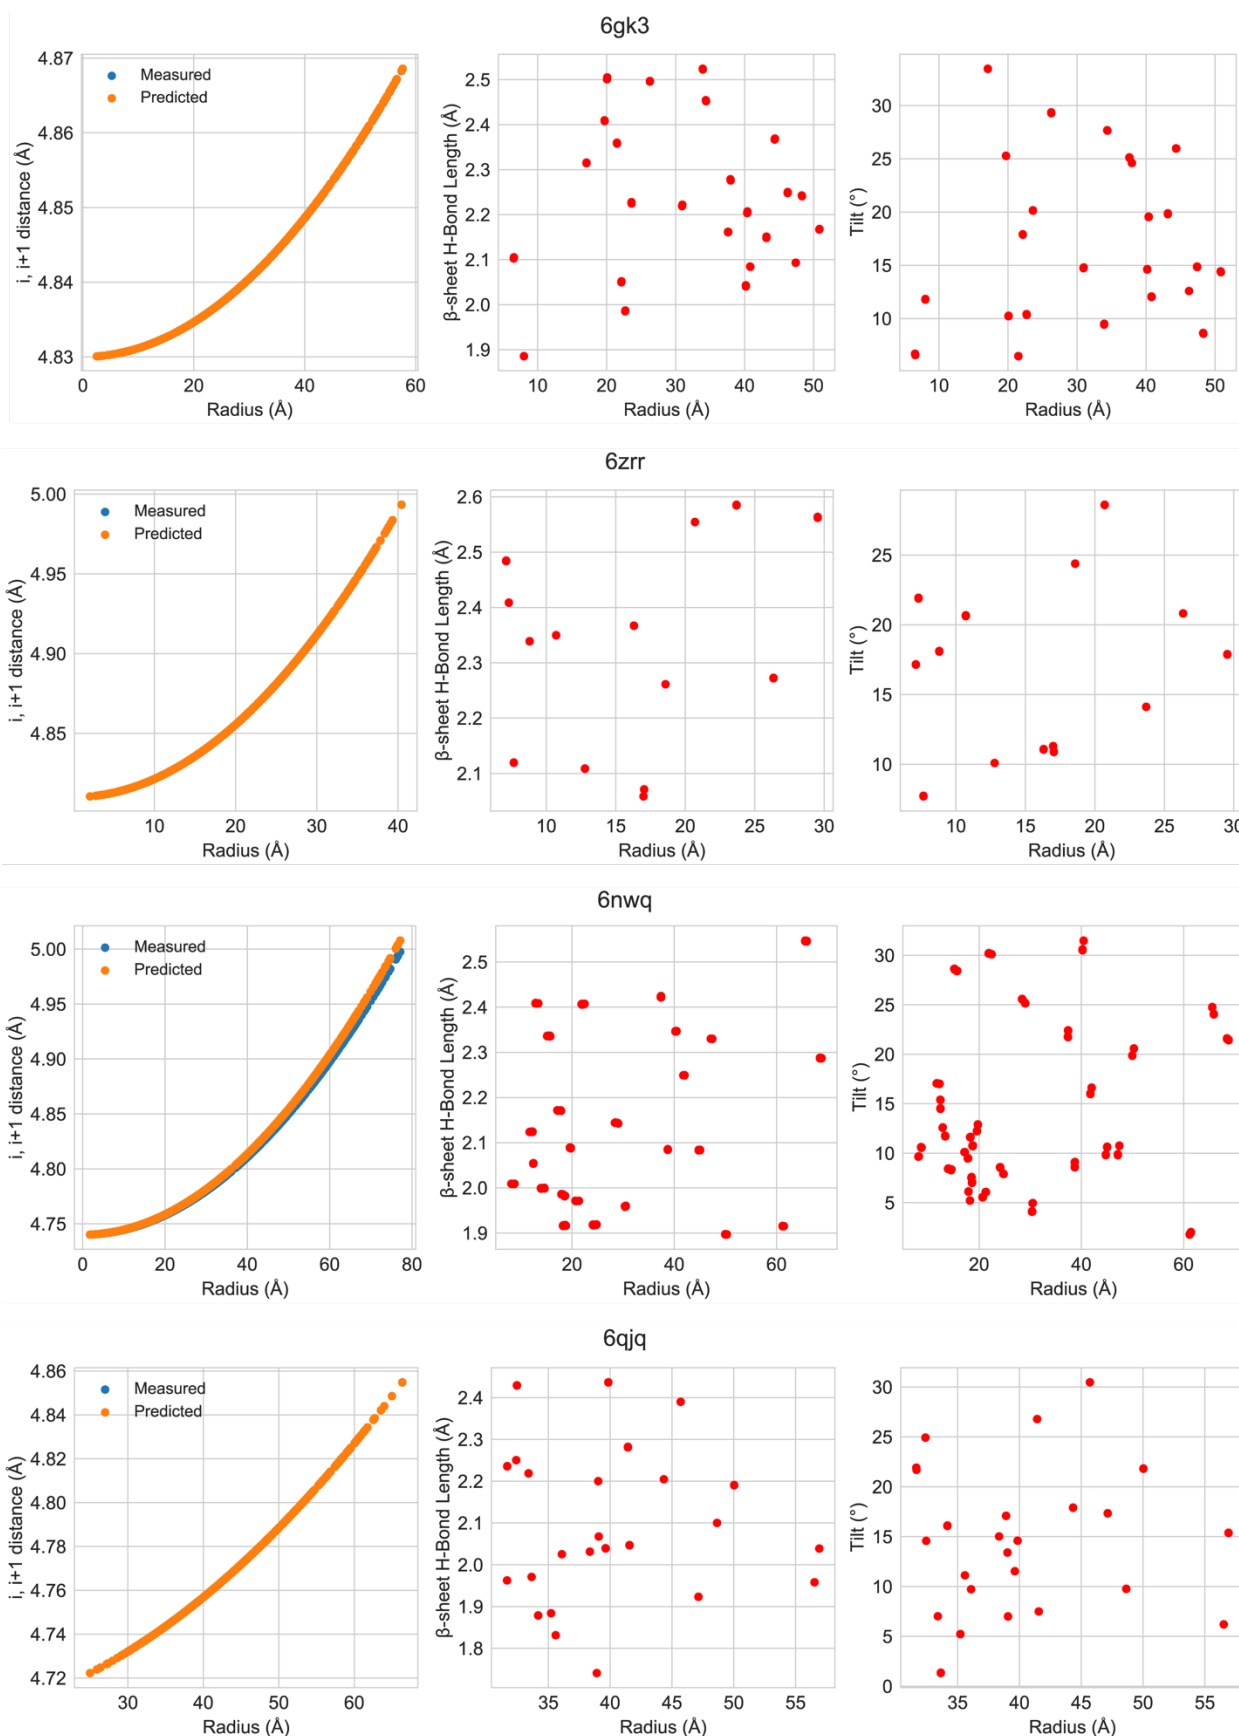 6gk3
4.87
4.86
4.85
4.84
4.83
i, i+1 distance (Å)
Measured
Predicted
0 20 40 60
Radius (Å)
2.5
2.4
2.3
2.2
2.1
2.0
1.9
β-sheet H-Bond Length (Å)
10 20 30 40 50
Radius (Å)
30
25
20
15
10
Tilt (°)
10 20 30 40 50
Radius (Å)
6zrr
5.00
4.95
4.90
4.85
i, i+1 distance (Å)
Measured
Predicted
10 20 30 40
Radius (Å)
2.6
2.5
2.4
2.3
2.2
2.1
β-sheet H-Bond Length (Å)
10 15 20 25 30
Radius (Å)
25
20
15
10
Tilt (°)
10 15 20 25 30
Radius (Å)
6nwq
5.00
4.95
4.90
4.85
4.80
4.75
i, i+1 distance (Å)
Measured
Predicted
0 20 40 60 80
Radius (Å)
2.5
2.4
2.3
2.2
2.1
2.0
1.9
β-sheet H-Bond Length (Å)
20 40 60
Radius (Å)
30
25
20
15
10
5
Tilt (°)
20 40 60
Radius (Å)
6qjq
4.86
4.84
4.82
4.80
4.78
4.76
4.74
4.72
i, i+1 distance (Å)
Measured
Predicted
30 40 50 60
Radius (Å)
2.4
2.3
2.2
2.1
2.0
1.9
1.8
β-sheet H-Bond Length (Å)
35 40 45 50 55
Radius (Å)
30
25
20
15
10
5
0
Tilt (°)
35 40 45 50 55
Radius (Å)